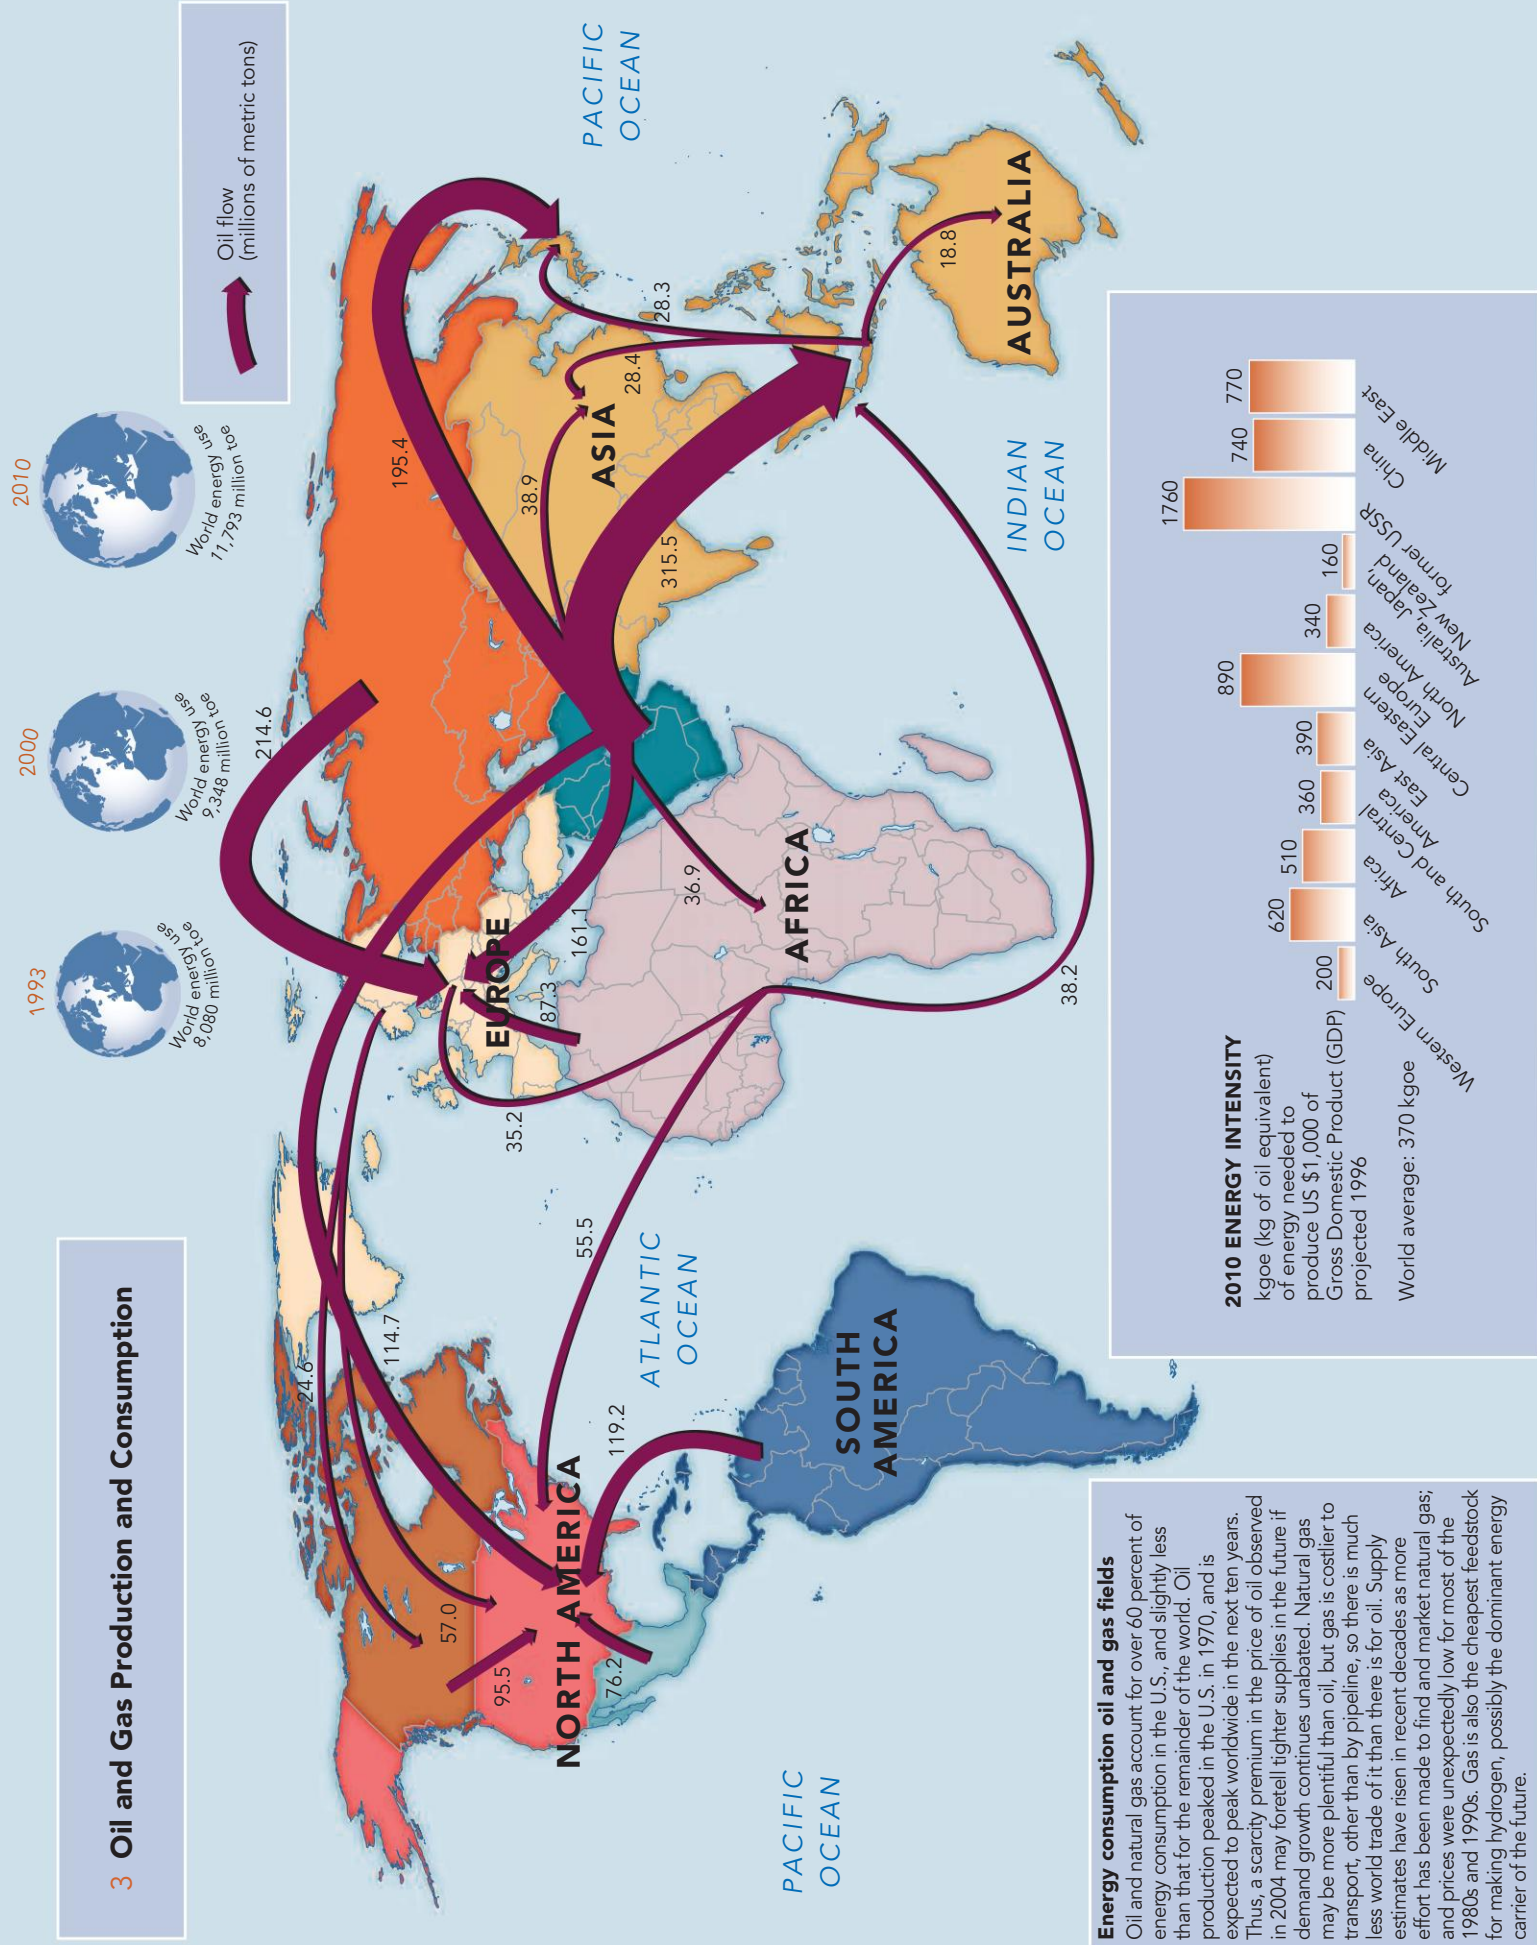 3 Oil and Gas Production and Consumption
1993
World energy use
8,080 million toe
2000
World energy use
9,348 million toe
2010
World energy use
11,793 million toe
Oil flow
(millions of metric tons)
214.6
195.4
24.6
114.7
57.0
95.5
76.2
119.2
55.5
35.2
87.3
161.1
36.9
38.2
38.9
315.5
28.4
28.3
18.8
NORTH AMERICA
SOUTH
AMERICA
EUROPE
AFRICA
ASIA
AUSTRALIA
PACIFIC
OCEAN
ATLANTIC
OCEAN
INDIAN
OCEAN
PACIFIC
OCEAN
Energy consumption oil and gas fields
Oil and natural gas account for over 60 percent of
energy consumption in the U.S., and slightly less
than that for the remainder of the world. Oil
production peaked in the U.S. in 1970, and is
expected to peak worldwide in the next ten years.
Thus, a scarcity premium in the price of oil observed
in 2004 may foretell tighter supplies in the future if
demand growth continues unabated. Natural gas
may be more plentiful than oil, but gas is costlier to
transport, other than by pipeline, so there is much
less world trade of it than there is for oil. Supply
estimates have risen in recent decades as more
effort has been made to find and market natural gas;
and prices were unexpectedly low for most of the
1980s and 1990s. Gas is also the cheapest feedstock
for making hydrogen, possibly the dominant energy
carrier of the future.
2010 ENERGY INTENSITY
kgoe (kg of oil equivalent)
of energy needed to
produce US $1,000 of
Gross Domestic Product (GDP)
projected 1996
World average: 370 kgoe
200
620
510
360
390
890
340
160
1760
740
770
Western Europe
South Asia
Africa
South and Central
America
East Asia
Central Eastern
Europe
North America
Australia, Japan,
New Zealand
former USSR
China
Middle East